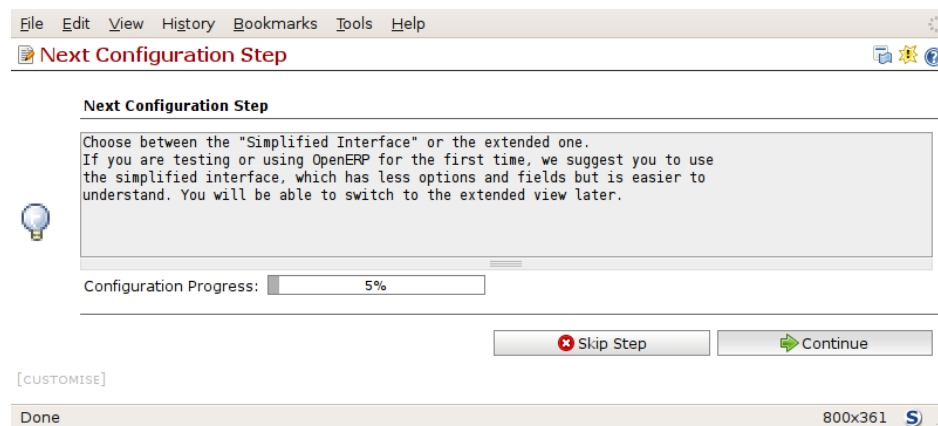 File Edit View History Bookmarks Tools Help
Next Configuration Step
Next Configuration Step
Choose between the "Simplified Interface" or the extended one.
If you are testing or using OpenERP for the first time, we suggest you to use
the simplified interface, which has less options and fields but is easier to
understand. You will be able to switch to the extended view later.
Configuration Progress: 5%
Skip Step Continue
[CUSTOMISE]
Done 800x361 S